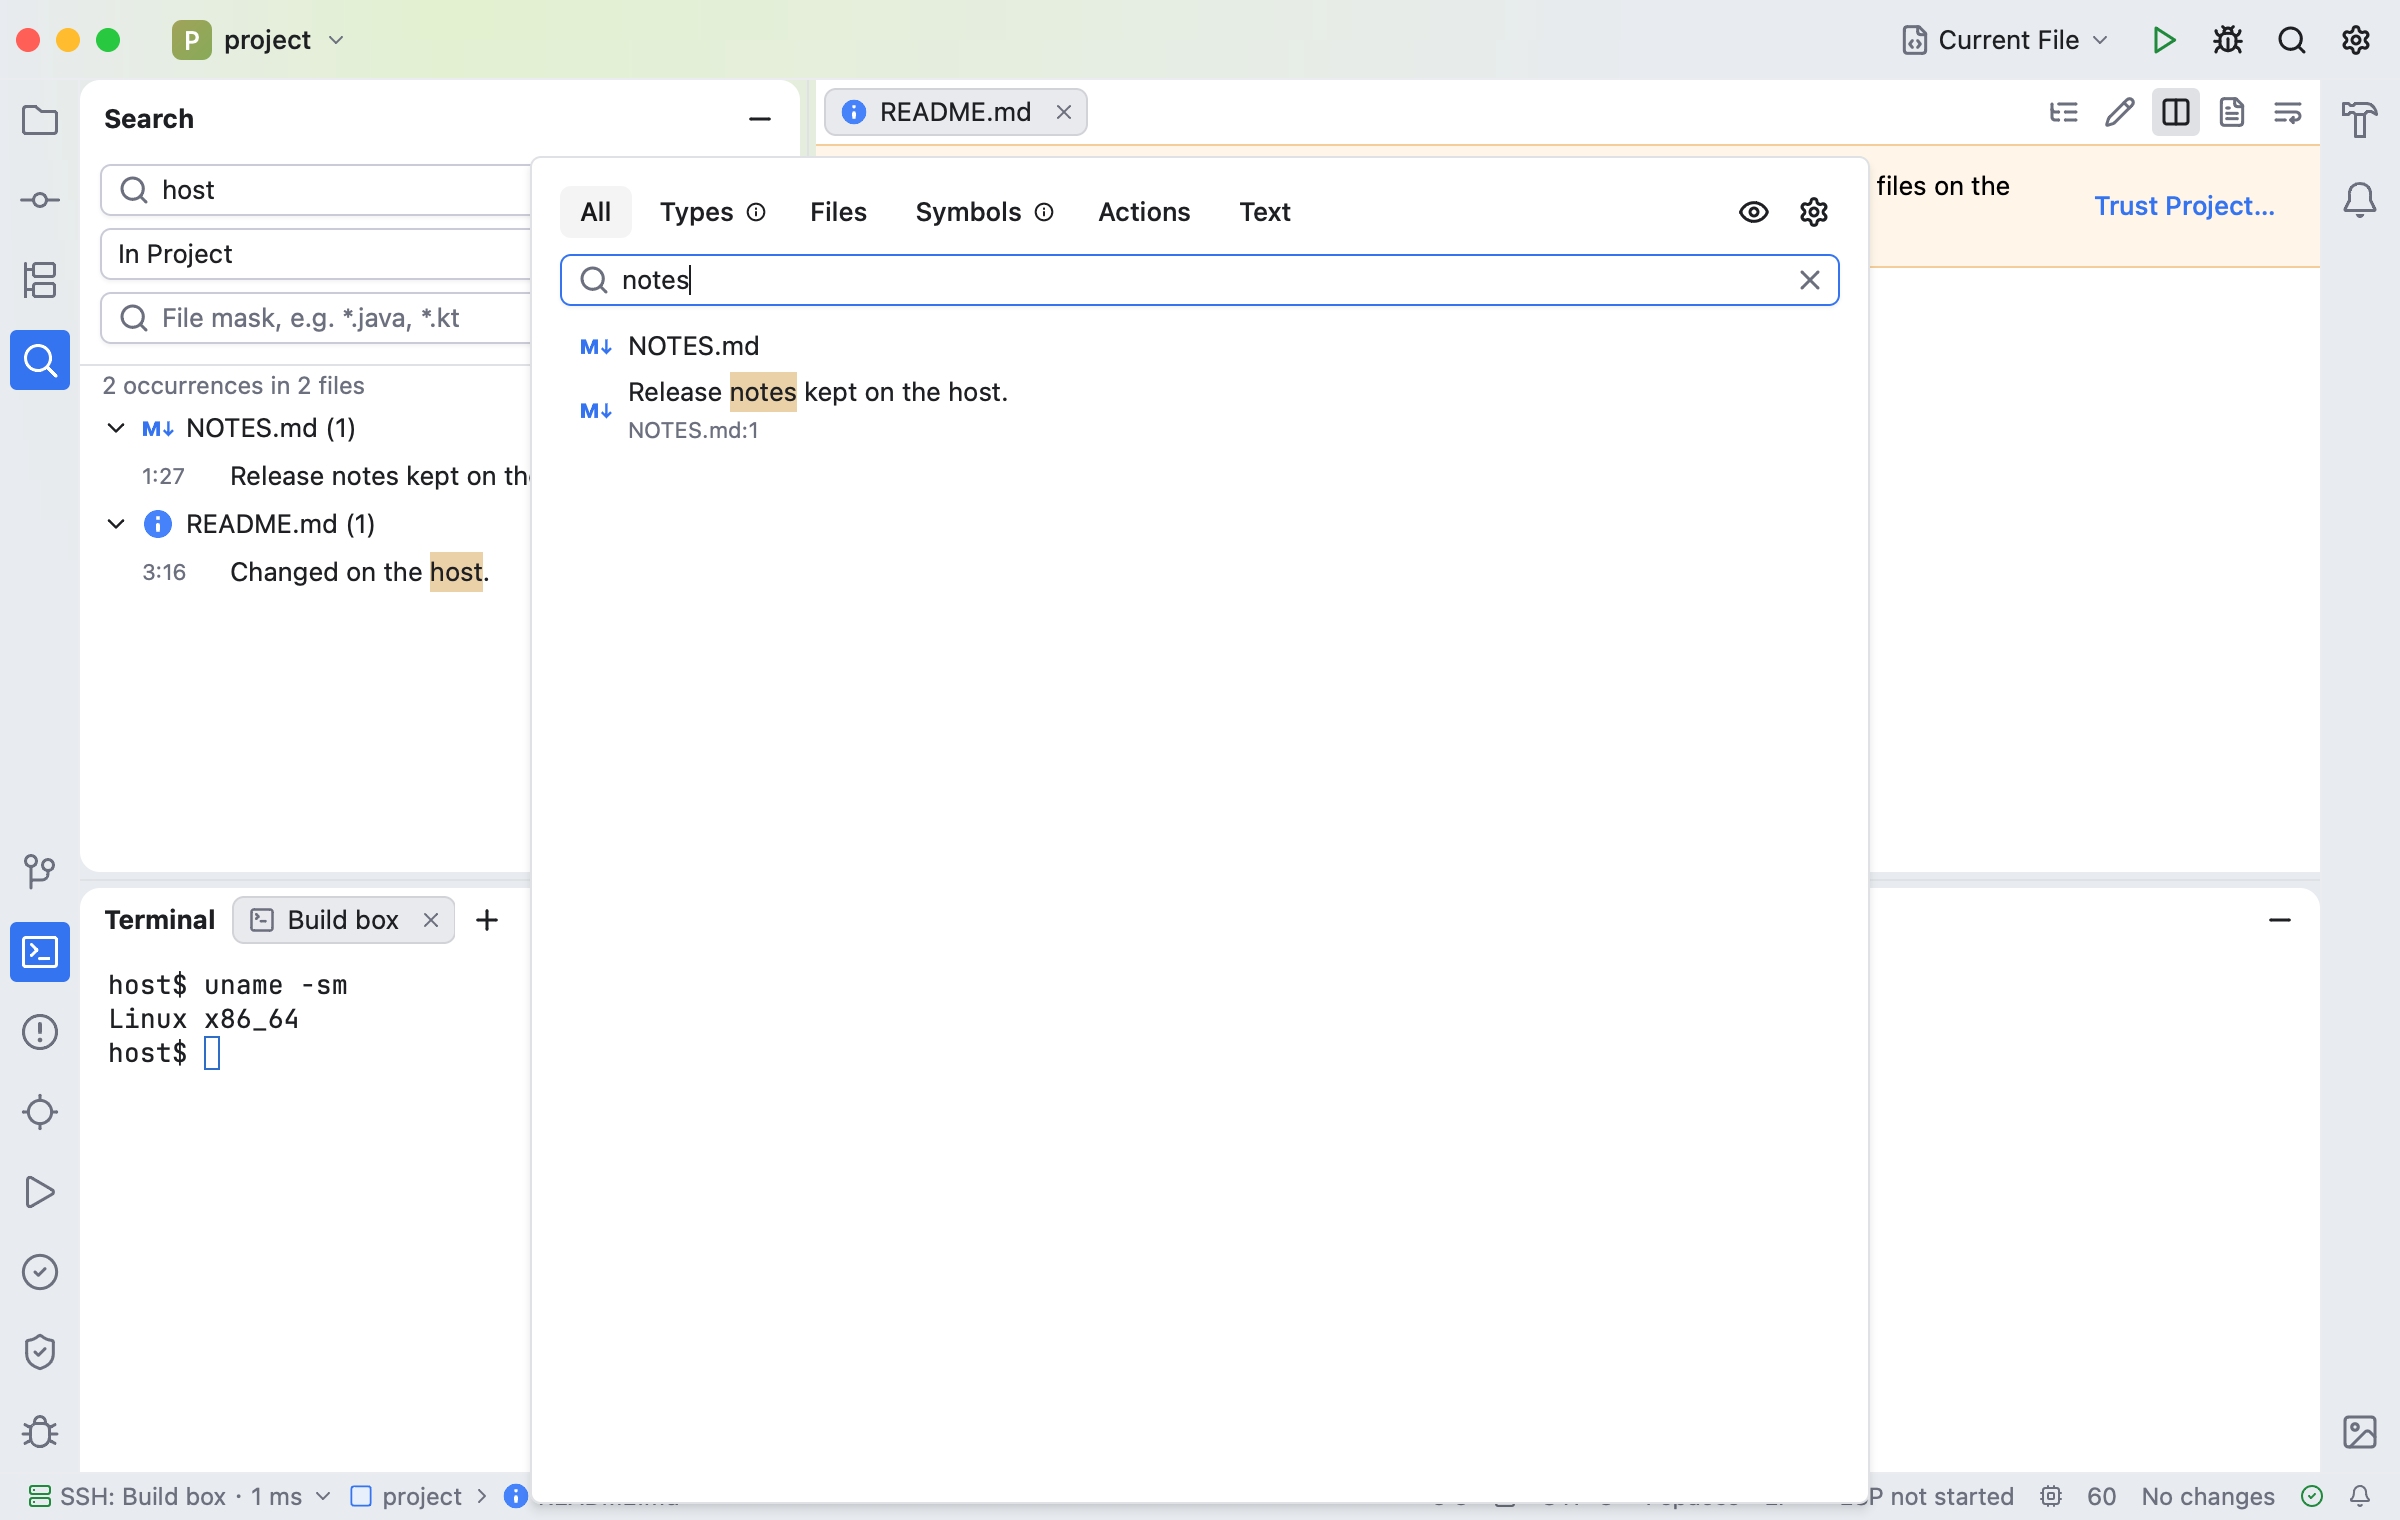 P project
Current File
Search
README.md
host
In Project
File mask, e.g. *.java, *.kt
2 occurrences in 2 files
NOTES.md (1)
1:27 Release notes kept on
README.md (1)
3:16 Changed on the host.
files on the
Trust Project...
All Types Files Symbols Actions Text
notes
M↓ NOTES.md
M↓ Release notes kept on the host.
NOTES.md:1
Terminal Build box
host$ uname -sm
Linux x86_64
host$
SSH: Build box · 1 ms project not started 60 No changes